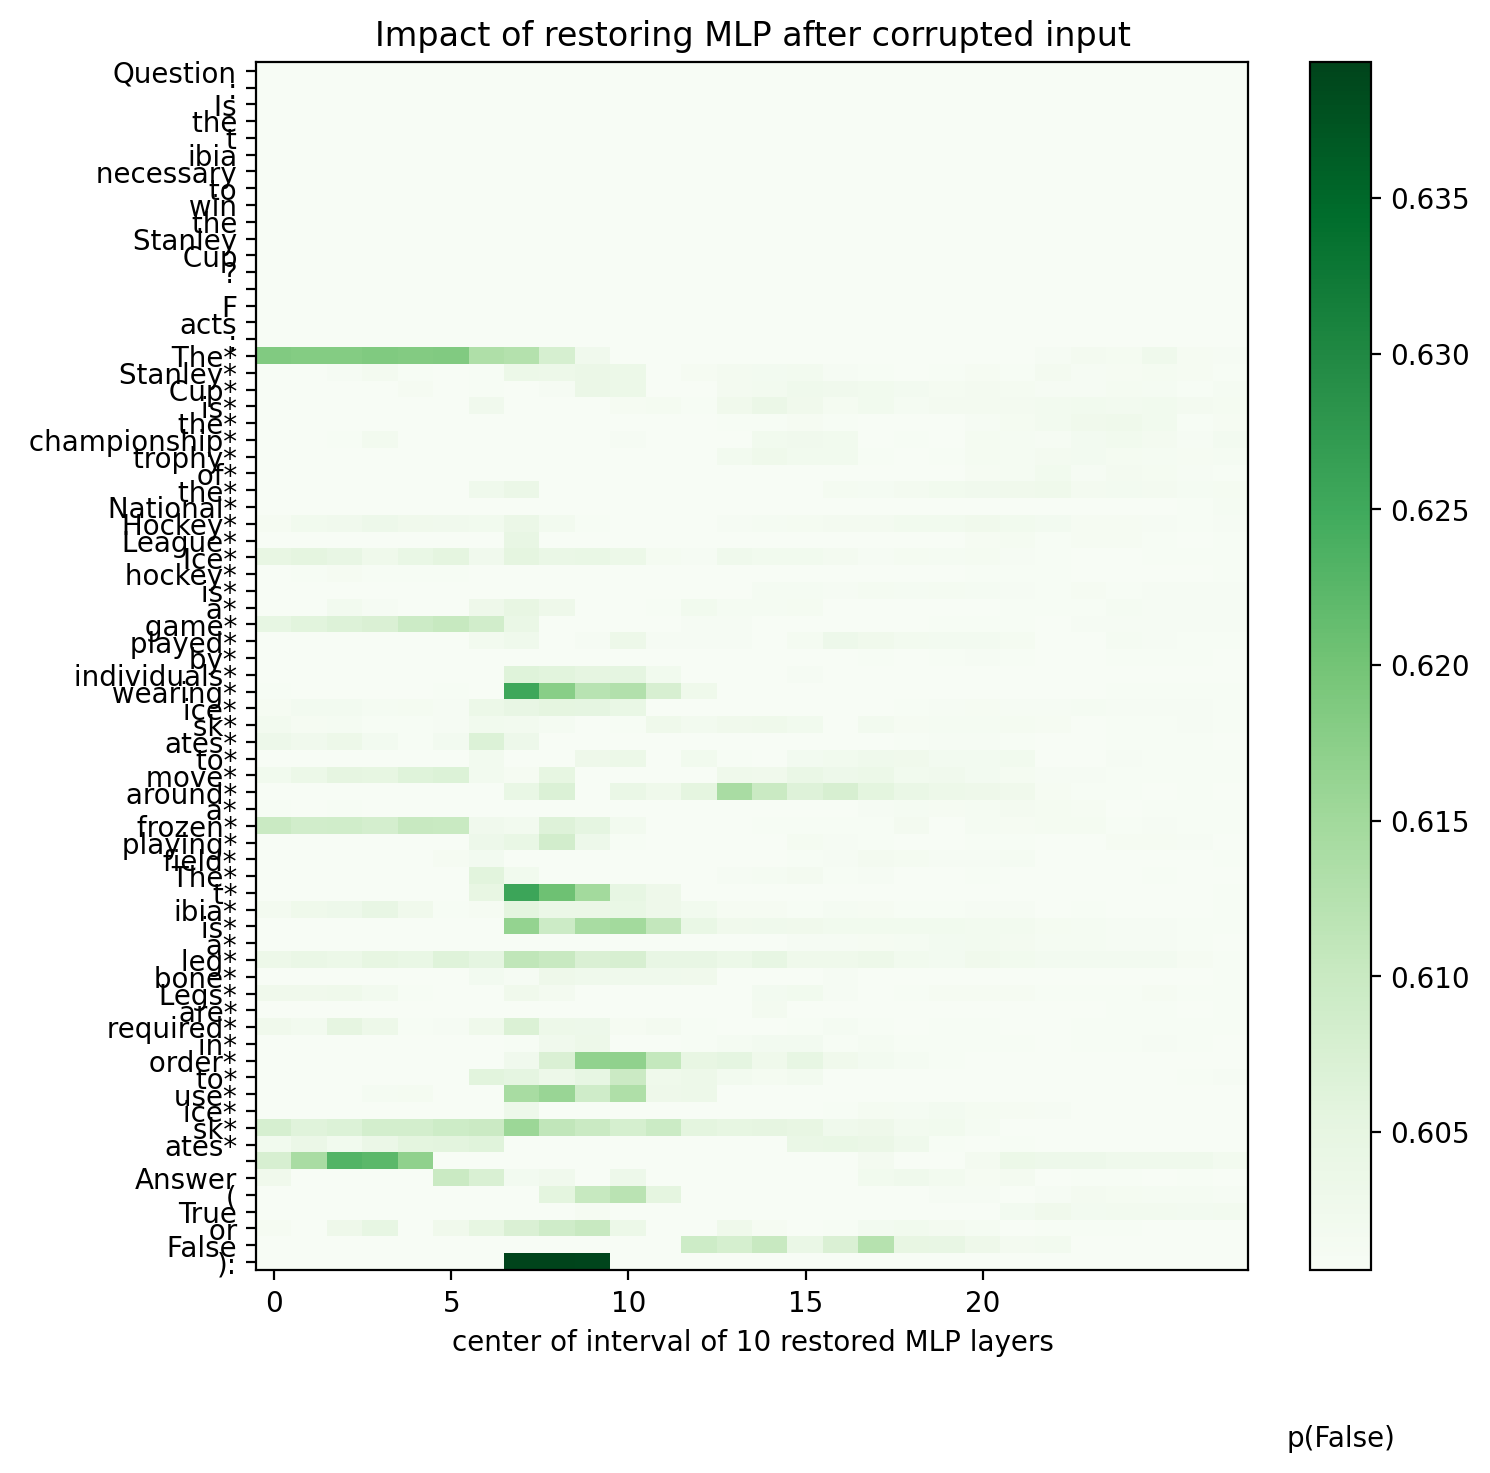 Impact of restoring MLP after corrupted input
Question
:
Is
the
t
ibia
necessary
to
win
the
Stanley
Cup
?
F
acts
:
The*
Stanley*
Cup*
is*
the*
championship*
trophy*
of*
the*
National*
Hockey*
League*
Ice*
hockey*
is*
a*
game*
played*
by*
individuals*
wearing*
ice*
sk*
ates*
to*
move*
around*
a*
frozen*
playing*
field*
The*
t*
ibia*
is*
a*
leg*
bone*
Legs*
are*
required*
in*
order*
to*
use*
ice*
sk*
ates*
Answer
(
True
or
False
):
0 5 10 15 20
center of interval of 10 restored MLP layers
0.635
0.630
0.625
0.620
0.615
0.610
0.605
p(False)